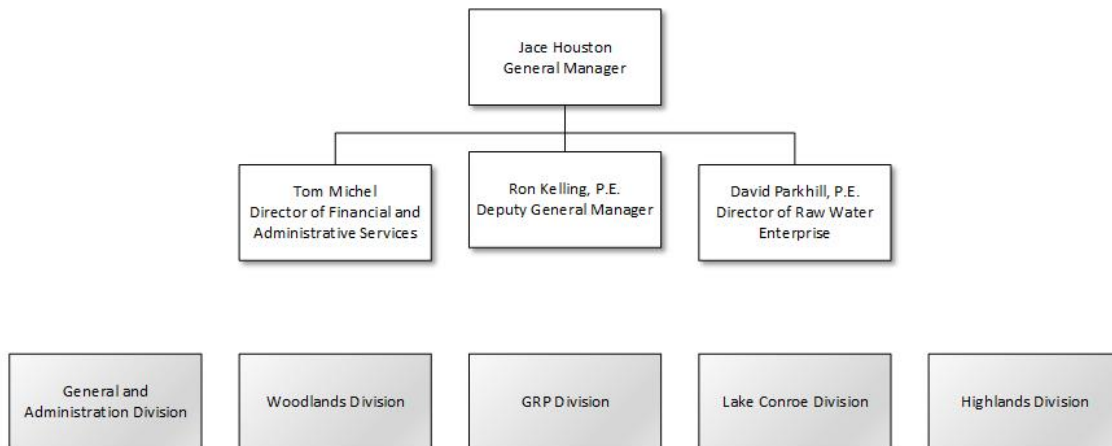 Jace Houston
General Manager
Tom Michel
Director of Financial and
Administrative Services
Ron Kelling, P.E.
Deputy General Manager
David Parkhill, P.E.
Director of Raw Water
Enterprise
General and
Administration Division
Woodlands Division
GRP Division
Lake Conroe Division
Highlands Division